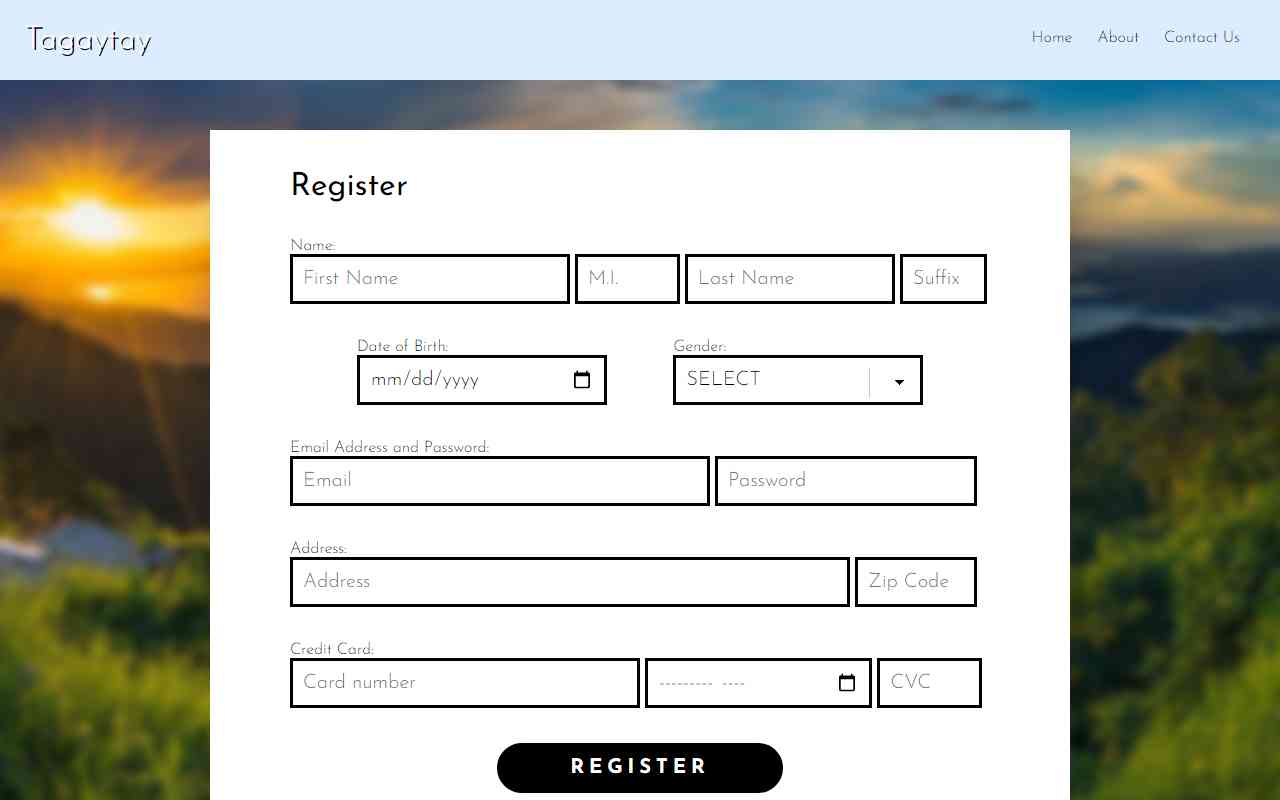 Tagaytay
Home About Contact Us
Register
Name:
First Name M.I. Last Name Suffix
Date of Birth: Gender:
mm/dd/yyyy SELECT
Email Address and Password:
Email Password
Address:
Address Zip Code
Credit Card:
Card number --------- ---- CVC
REGISTER